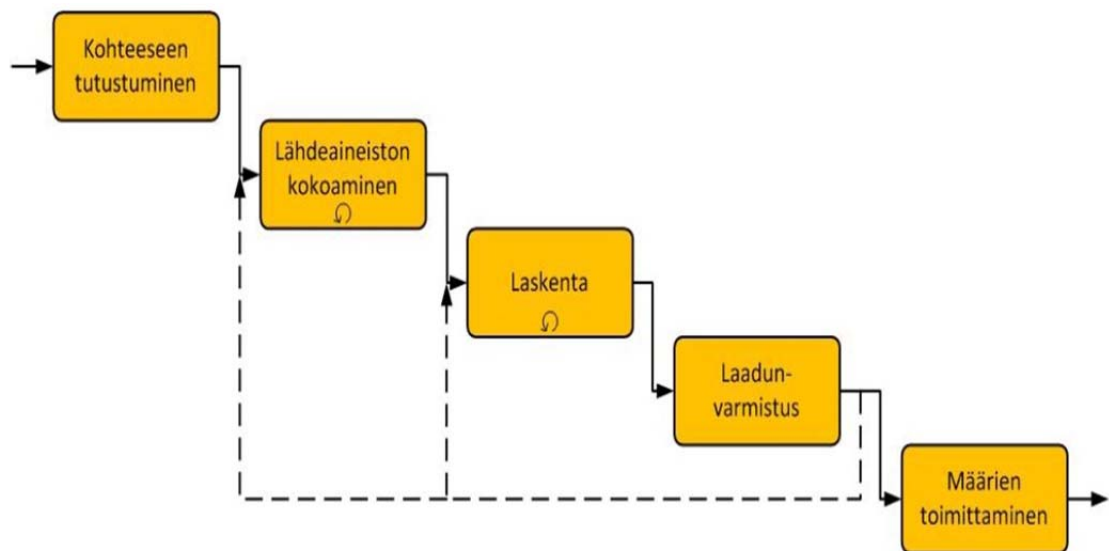 Kohteeseen
tutustuminen
Lähdeaineiston
kokoaminen
Laskenta
Laadun-
varmistus
Määrien
toimittaminen